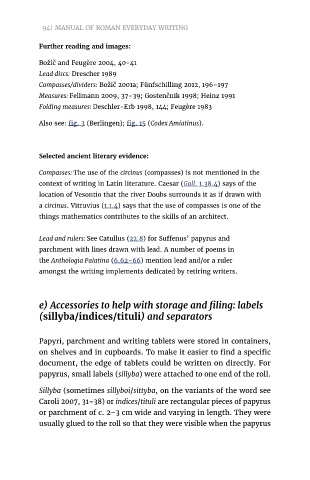 94| MANUAL OF ROMAN EVERYDAY WRITING
Further reading and images:
Božič and Feugère 2004, 40–41
Lead discs: Drescher 1989
Compasses/dividers: Božič 2001a; Fünfschilling 2012, 196–197
Measures: Fellmann 2009, 37–39; Gostenčnik 1998; Heinz 1991
Folding measures: Deschler-Erb 1998, 144; Feugère 1983
Also see: fig. 3 (Berlingen); fig. 15 (Codex Amiatinus).
Selected ancient literary evidence:
Compasses: The use of the circinus (compasses) is not mentioned in the
context of writing in Latin literature. Caesar (Gall. 1.38.4) says of the
location of Vesontio that the river Doubs surrounds it as if drawn with
a circinus. Vitruvius (1.1.4) says that the use of compasses is one of the
things mathematics contributes to the skills of an architect.
Lead and rulers: See Catullus (22.8) for Suffenus' papyrus and
parchment with lines drawn with lead. A number of poems in
the Anthologia Palatina (6.62–66) mention lead and/or a ruler
amongst the writing implements dedicated by retiring writers.
e) Accessories to help with storage and filing: labels
(sillyba/indices/tituli) and separators
Papyri, parchment and writing tablets were stored in containers,
on shelves and in cupboards. To make it easier to find a specific
document, the edge of tablets could be written on directly. For
papyrus, small labels (sillyba) were attached to one end of the roll.
Sillyba (sometimes sillyboi/sittyba, on the variants of the word see
Caroli 2007, 31–38) or indices/tituli are rectangular pieces of papyrus
or parchment of c. 2–3 cm wide and varying in length. They were
usually glued to the roll so that they were visible when the papyrus